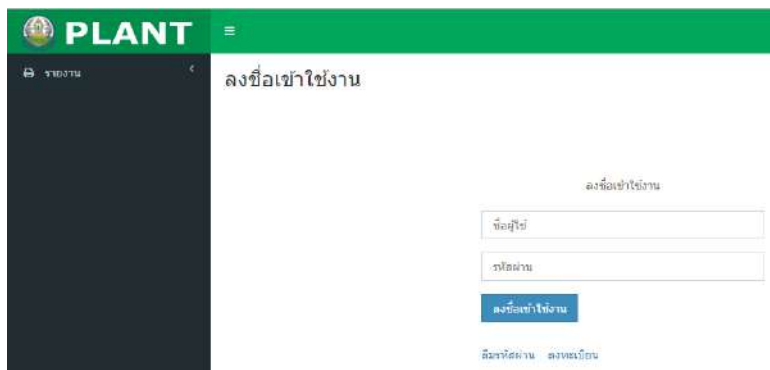 PLANT
รายงาน
ลงชื่อเข้าใช้งาน
ลงชื่อเข้าใช้งาน
ชื่อผู้ใช้
รหัสผ่าน
ลงชื่อเข้าใช้งาน
ลืมรหัสผ่าน ลงทะเบียน